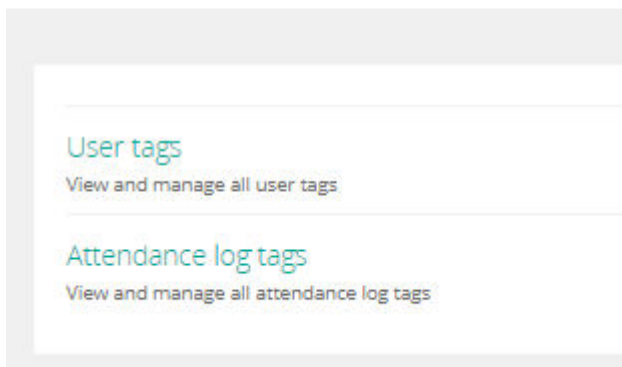 User tags
View and manage all user tags
Attendance log tags
View and manage all attendance log tags